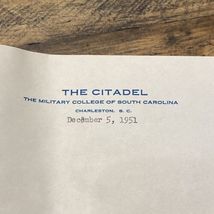 THE CITADEL
THE MILITARY COLLEGE OF SOUTH CAROLINA
CHARLESTON, S. C.
December 5, 1951